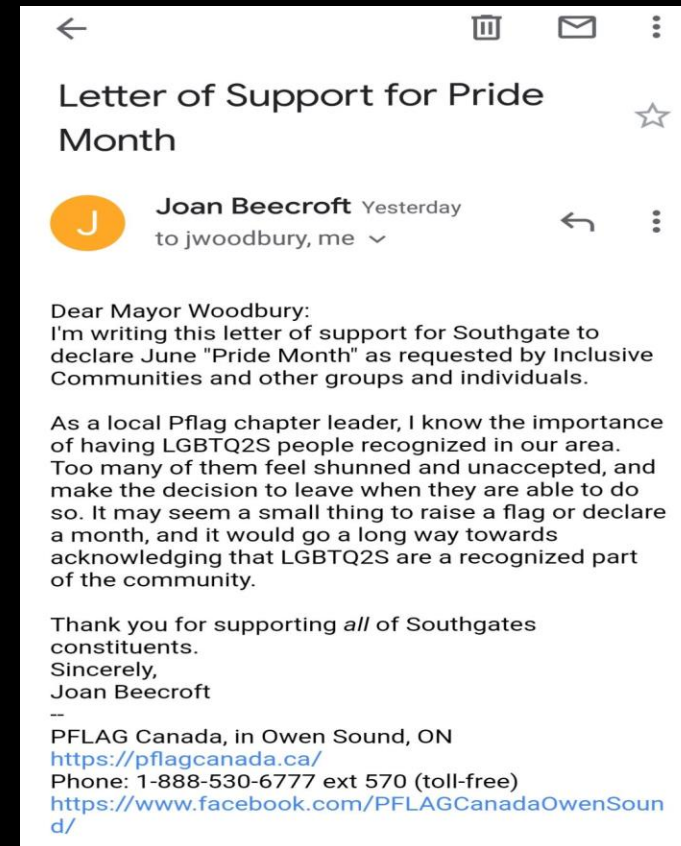 Letter of Support for Pride
Month
J
Joan Beecroft Yesterday
to jwoodbury, me
Dear Mayor Woodbury:
I'm writing this letter of support for Southgate to
declare June "Pride Month" as requested by Inclusive
Communities and other groups and individuals.
As a local Pflag chapter leader, I know the importance
of having LGBTQ2S people recognized in our area.
Too many of them feel shunned and unaccepted, and
make the decision to leave when they are able to do
so. It may seem a small thing to raise a flag or declare
a month, and it would go a long way towards
acknowledging that LGBTQ2S are a recognized part
of the community.
Thank you for supporting all of Southgates
constituents.
Sincerely,
Joan Beecroft
--
PFLAG Canada, in Owen Sound, ON
https://pflagcanada.ca/
Phone: 1-888-530-6777 ext 570 (toll-free)
https://www.facebook.com/PFLAGCanadaOwenSoun
d/